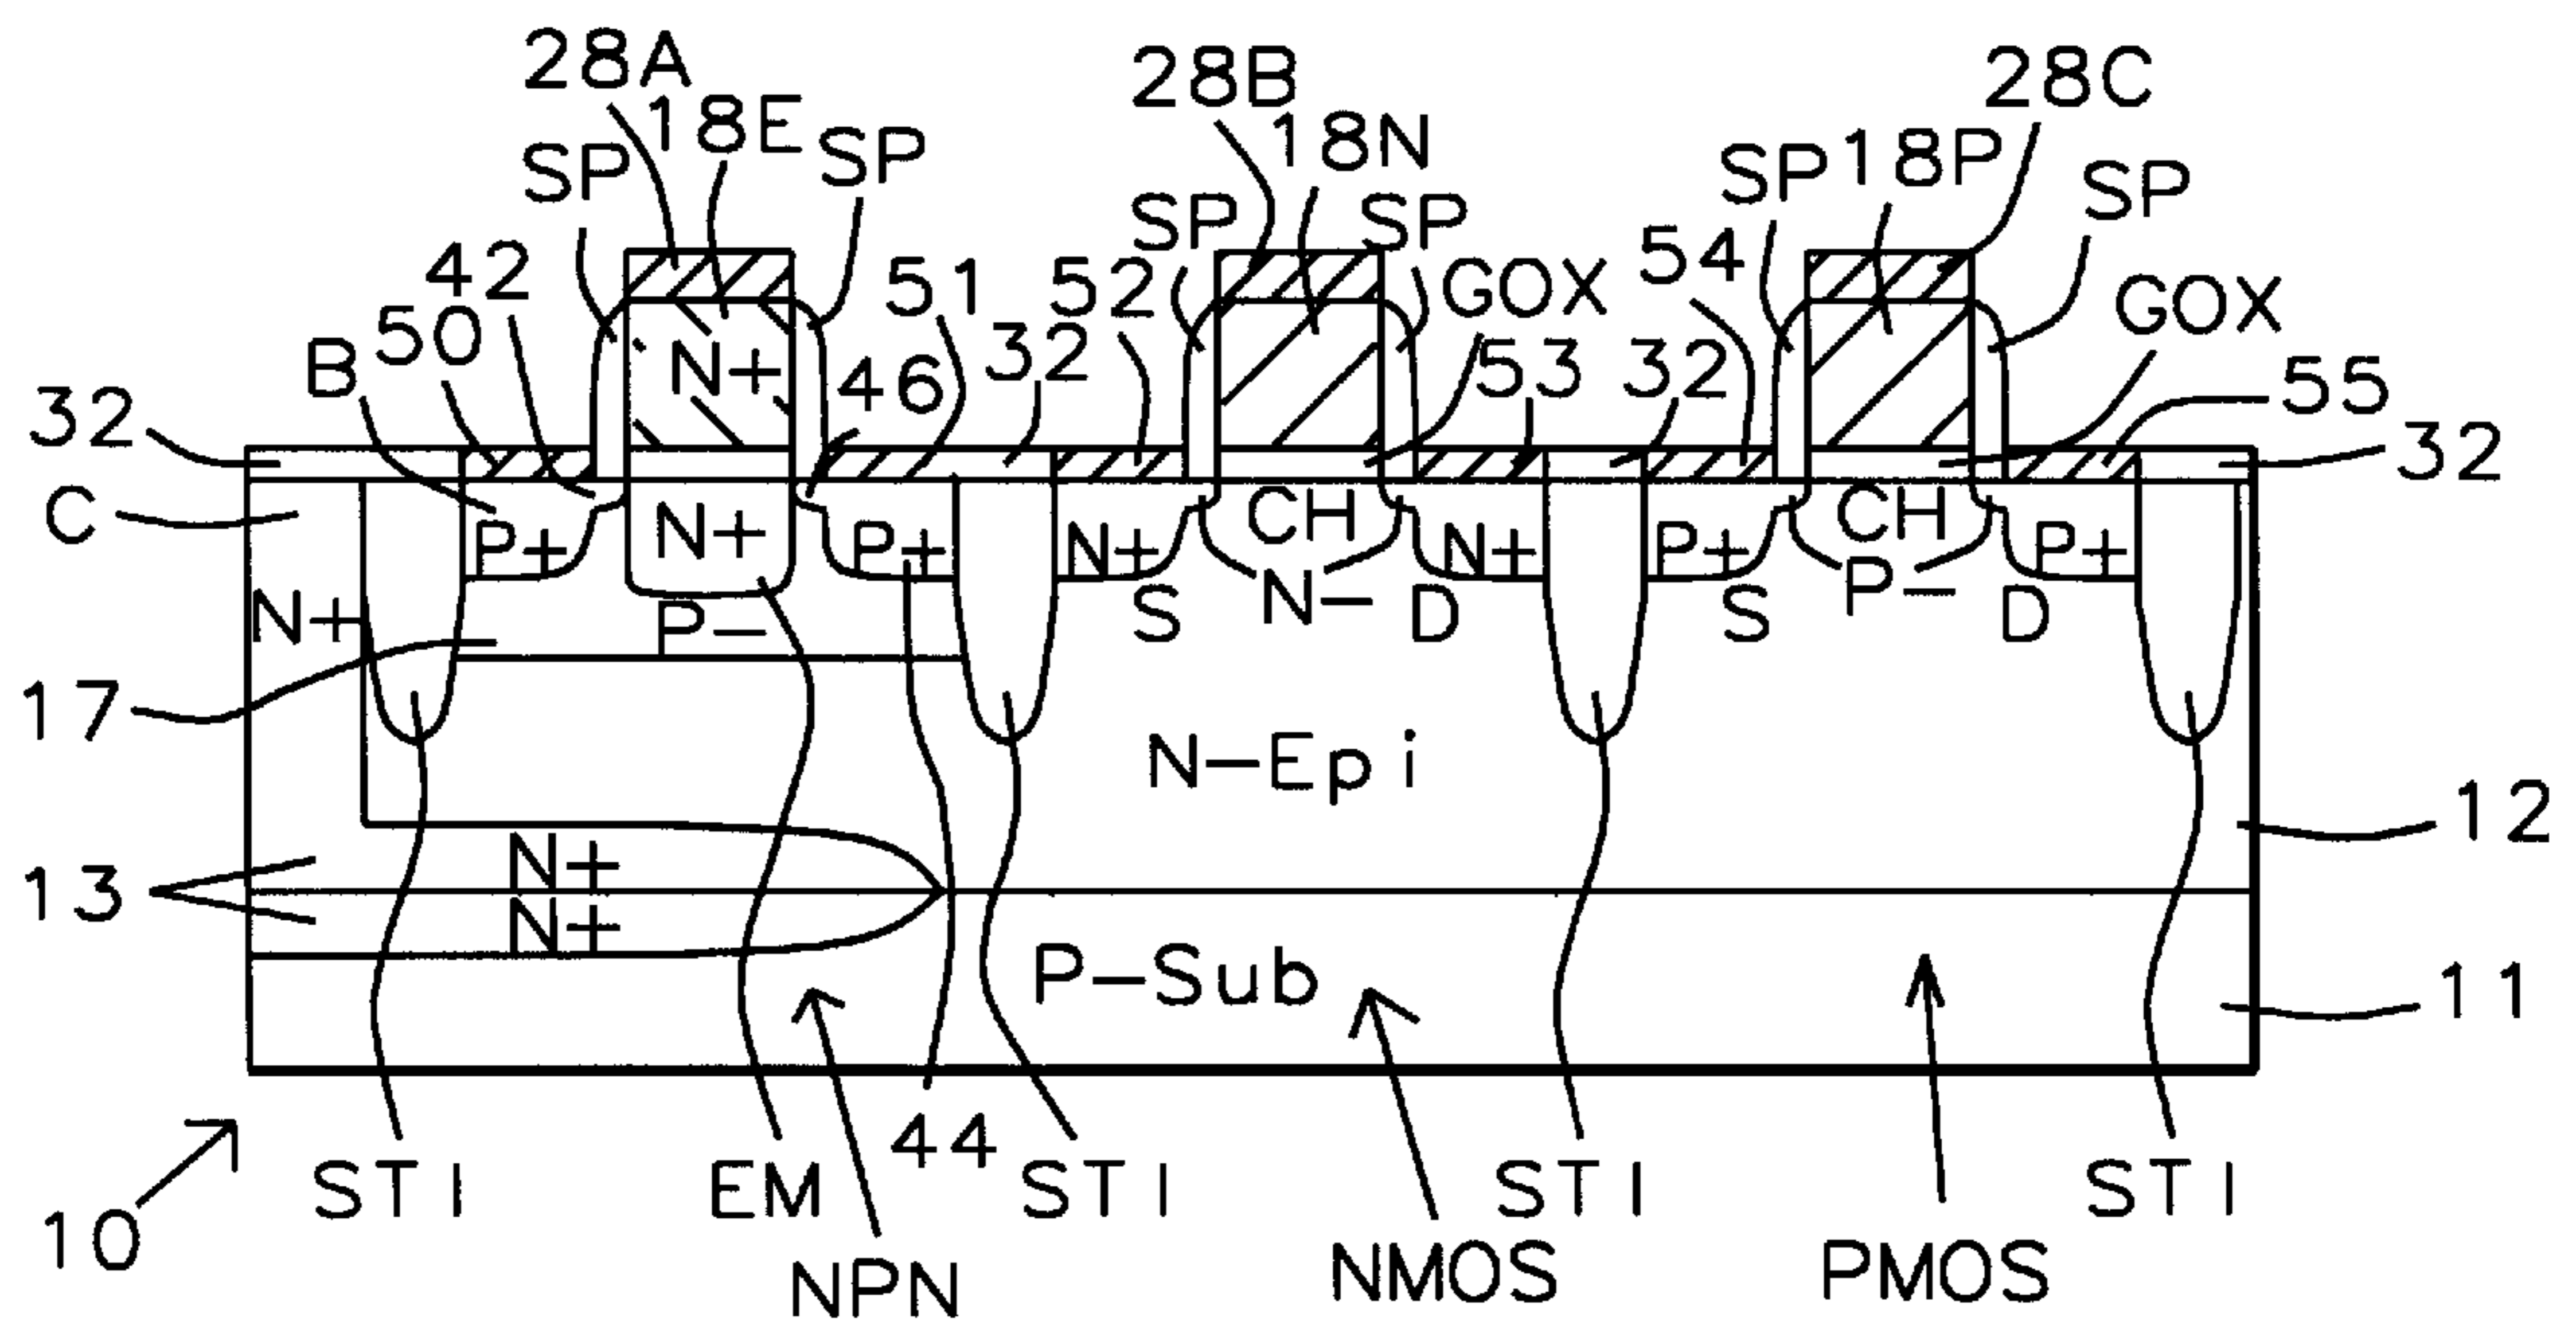 28A 28B 28C
18E 18N 18P
SP SP SP SP SP SP
42 51 52 GOX 54 GOX
50 B 46 32 53 32 55
32 32
C CH CH
P+ N+ P+ N+ N+ P+ P+
N+ P- S N- D S P- D
17
N-Epi
12
13 N+
N+
P-Sub
11
44
10 STI EM STI STI STI
NPN NMOS PMOS